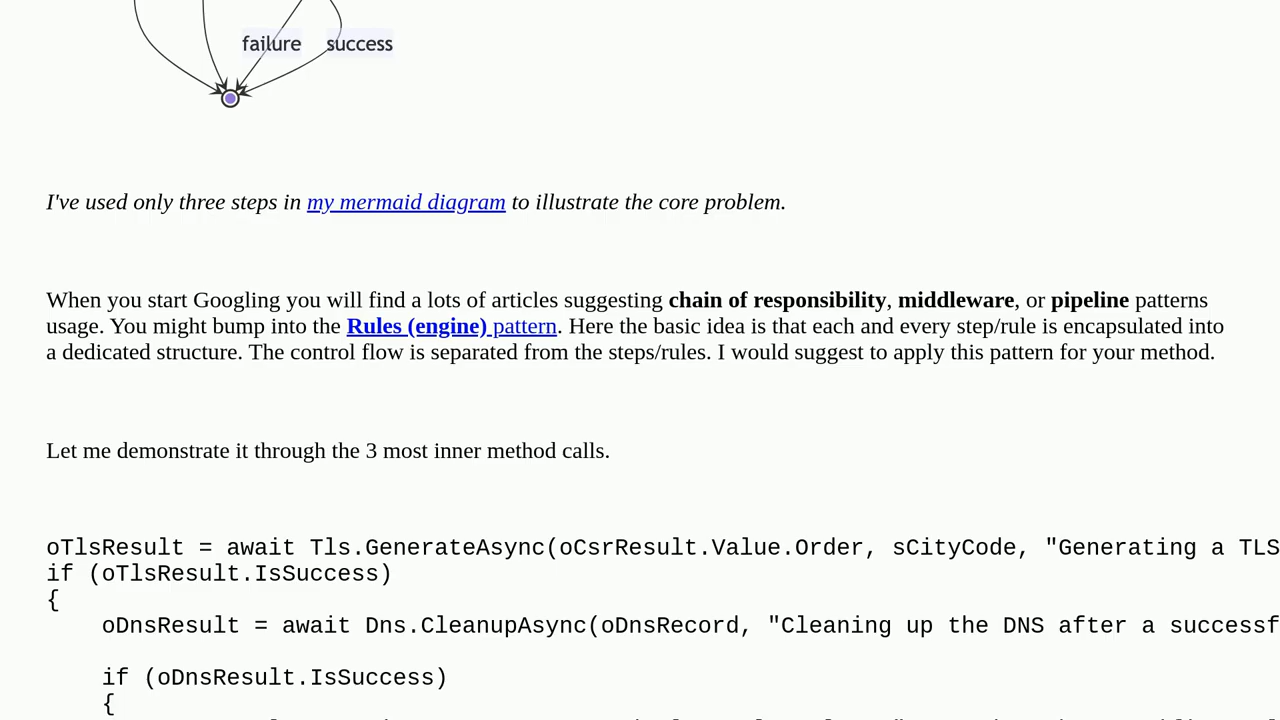 failure success
I've used only three steps in my mermaid diagram to illustrate the core problem.
When you start Googling you will find a lots of articles suggesting chain of responsibility, middleware, or pipeline patterns
usage. You might bump into the Rules (engine) pattern. Here the basic idea is that each and every step/rule is encapsulated into
a dedicated structure. The control flow is separated from the steps/rules. I would suggest to apply this pattern for your method.
Let me demonstrate it through the 3 most inner method calls.
oTlsResult = await Tls.GenerateAsync(oCsrResult.Value.Order, sCityCode, "Generating a TLS
if (oTlsResult.IsSuccess)
{
    oDnsResult = await Dns.CleanupAsync(oDnsRecord, "Cleaning up the DNS after a successf
    if (oDnsResult.IsSuccess)
    {